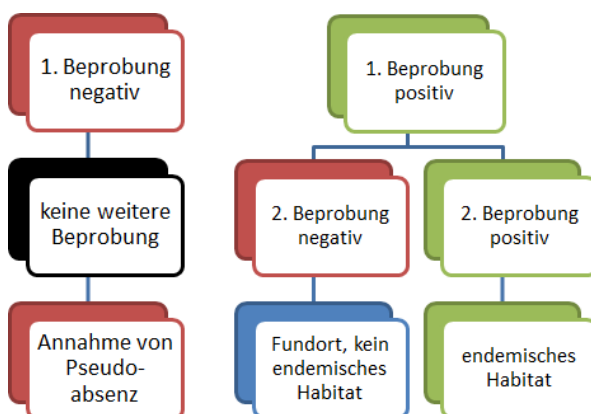 1. Beprobung
negativ
1. Beprobung
positiv
keine weitere
Beprobung
2. Beprobung
negativ
2. Beprobung
positiv
Annahme von
Pseudo-
absenz
Fundort, kein
endemisches
Habitat
endemisches
Habitat